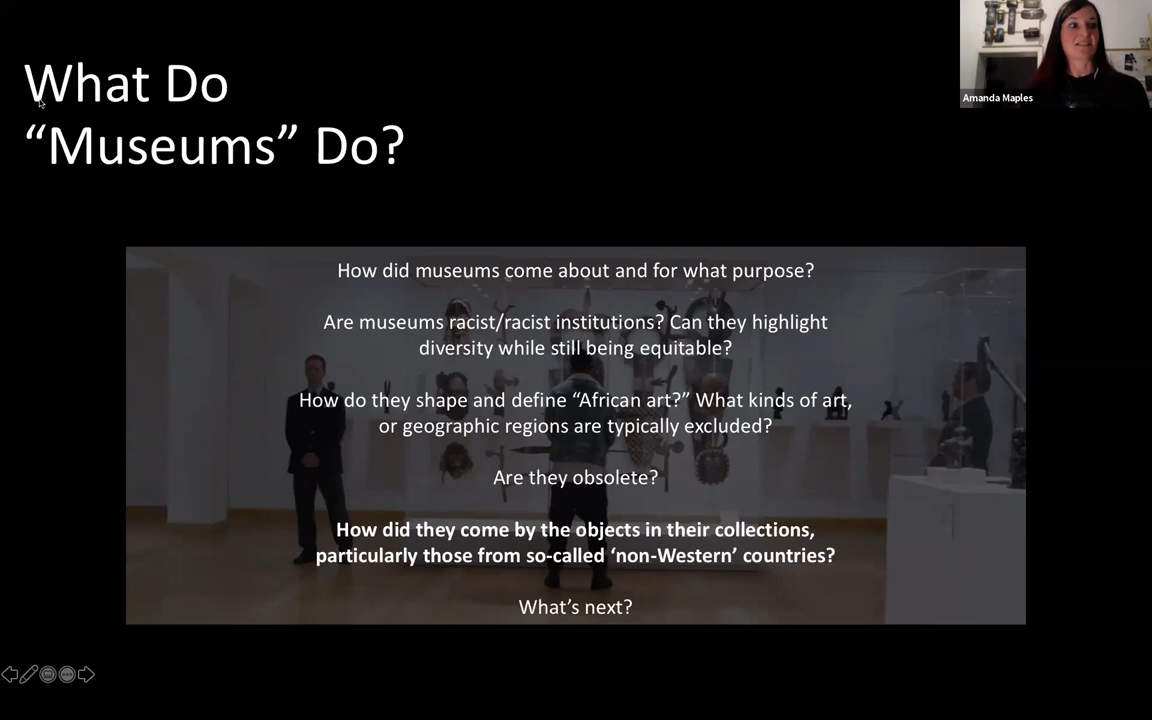 What Do
“Museums” Do?
Amanda Maples
How did museums come about and for what purpose?
Are museums racist/racist institutions? Can they highlight
diversity while still being equitable?
How do they shape and define “African art?” What kinds of art,
or geographic regions are typically excluded?
Are they obsolete?
How did they come by the objects in their collections,
particularly those from so-called ‘non-Western’ countries?
What’s next?